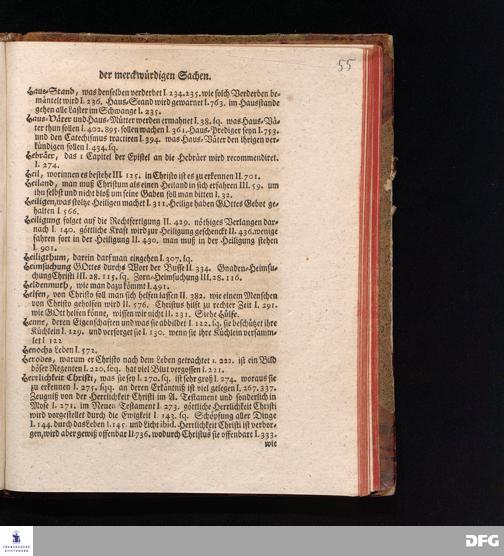 55
der merckwürdigen Sachen.
Haus-Stand, was denselben verderbet I. 234. 235. wie solch Verderben be-
mäntelt wird I. 236. Haus-Stand wird gewarnet I. 763. im Hausstande
gehen alle Laster im Schwange I. 235.
Haus-Väter und Haus-Mütter werden ermahnet I. 38. sq. was Haus-Vä-
ter thun sollen I. 402. 895. sollen wachen I. 361. Haus-Prediger seyn I. 753.
und den Catechismus tractiren I. 394. was Haus-Väter den ihrigen ver-
kündigen sollen I. 434. sq.
Hebräer, das 1 Capitel der Epistel an die Hebräer wird recommendiret.
I. 274.
Heil, worinnen es bestehe III. 125. in Christo ist es zu erkennen II. 701.
Heiland, man muß Christum als einen Heiland in sich erfahren III. 59. um
ihn selbst und nicht bloß um seine Gaben soll man bitten I. 32.
Heiligen, was stolze Heiligen machet I. 311. Heilige haben GOttes Gebot ge-
halten I. 566.
Heiligung folget auf die Rechtfertigung II. 429. nöthiges Verlangen dar-
nach I. 140. göttliche Kraft wird zur Heiligung geschenckt II. 436. wenige
fahren fort in der Heiligung II. 430. man muß in der Heiligung stehen
I. 901.
Heiligthum, darein darf man eingehen I. 307. sq.
Heimsuchung GOttes durchs Wort der Busse II. 334. Gnaden-Heimsu-
chung Christi III. 28. 115. sq. Zorn-Heimsuchung III. 28. 116.
Heldenmuth, wie man dazu kömmt I. 491.
Helfen, von Christo soll man sich helfen lassen II. 382. wie einem Menschen
von Christo geholfen wird II. 576. Christus hilft zu rechter Zeit I. 291.
wie GOtt helfen könne, wissen wir nicht II. 231. Siehe Hülfe.
Henne, deren Eigenschaften und was sie abbildet I. 122. sq. sie beschützet ihre
Küchlein I. 129. und versorget sie I. 130. wenn sie ihre Küchlein versamm-
let I 122
Henochs Leben I. 572.
Herodes, warum er Christo nach dem Leben getrachtet I. 222. ist ein Bild
böser Regenten I. 220. seq. hat viel Blut vergossen I. 221.
Herrlichkeit Christi, was sie sey I. 270. sq. ist sehr groß I. 274. woraus sie
zu erkennen I. 275. sqq. an deren Erkänntniß ist viel gelegen I. 267. 337.
Zeugniß von der Herrlichkeit Christi im A. Testament und sonderlich in
Mose I. 271. im Neuen Testament I 273. göttliche Herrlichkeit Christi
wird vorgestellet durch die Ewigkeit I. 143. sq. Schöpfung aller Dinge
I. 144. durch das Leben I. 145. und Licht ibid. Herrlichkeit Christi ist verbor-
gen, wird aber gewiß offenbar II. 736. wodurch Christus sie offenbare I. 333.
wie
FRANCKESCHE
STIFTUNGEN
DFG